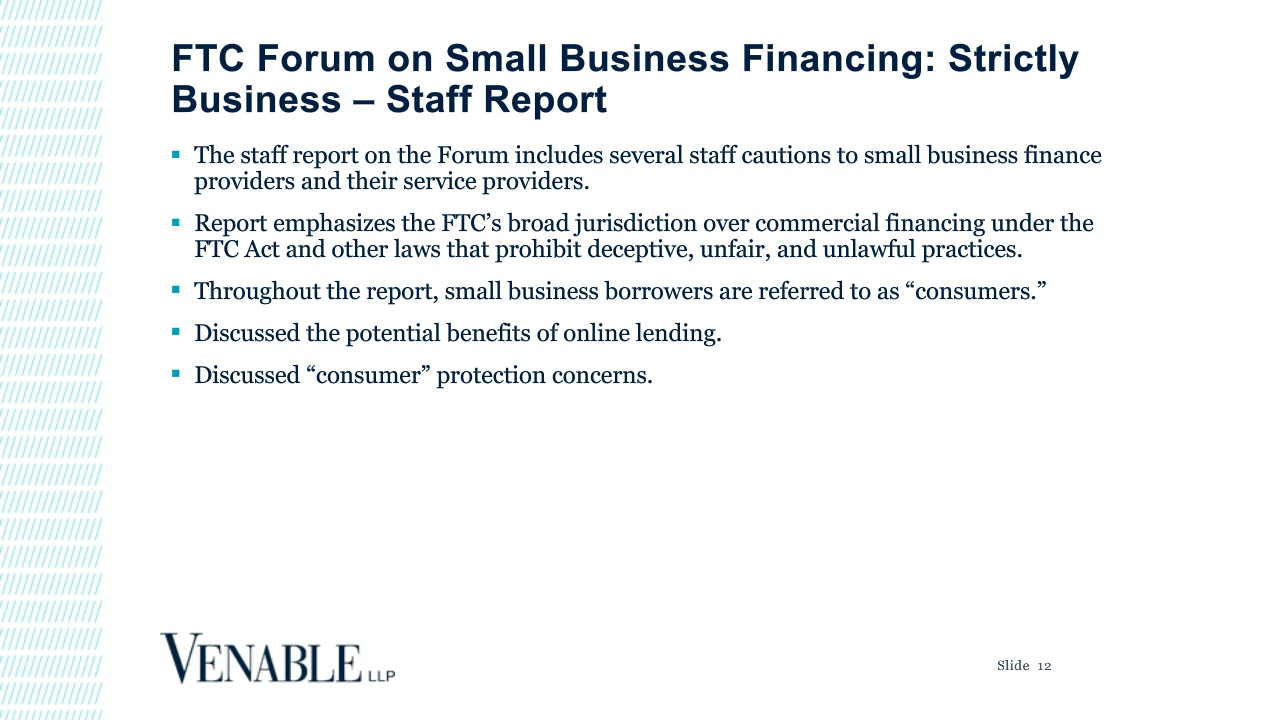 FTC Forum on Small Business Financing: Strictly
Business – Staff Report
▪ The staff report on the Forum includes several staff cautions to small business finance
providers and their service providers.
▪ Report emphasizes the FTC’s broad jurisdiction over commercial financing under the
FTC Act and other laws that prohibit deceptive, unfair, and unlawful practices.
▪ Throughout the report, small business borrowers are referred to as “consumers.”
▪ Discussed the potential benefits of online lending.
▪ Discussed “consumer” protection concerns.
VENABLE LLP
Slide 12